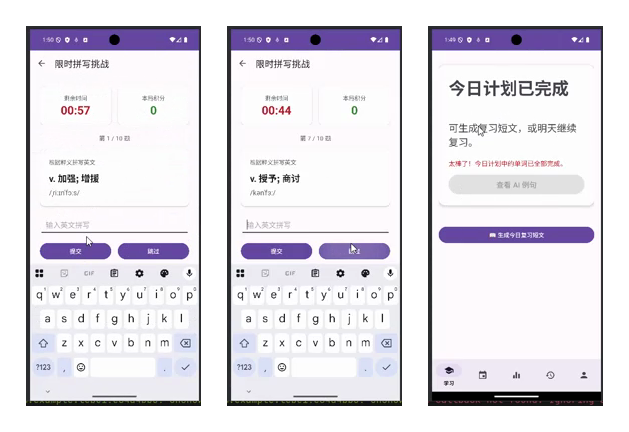 1:50
限时拼写挑战
剩余时间
本局积分
00:57
0
第 1 / 10 词
根据释义拼写英文
v. 加强; 增援
输入英文拼写
提交
跳过
GIF
q w e r t y u i o p
a s d f g h j k l
z x c v b n m
?123 , .
1:50
限时拼写挑战
剩余时间
本局积分
00:44
0
第 7 / 10 词
根据释义拼写英文
v. 授予; 商讨
/kənˈfɜː/
输入英文拼写
提交
GIF
q w e r t y u i o p
a s d f g h j k l
z x c v b n m
?123 , .
1:49
今日计划已完成
可生成复习短文，或明天继续
复习。
太棒了！今日计划中的单词已全部完成。
查看 AI 例句
生成今日复习短文
学习